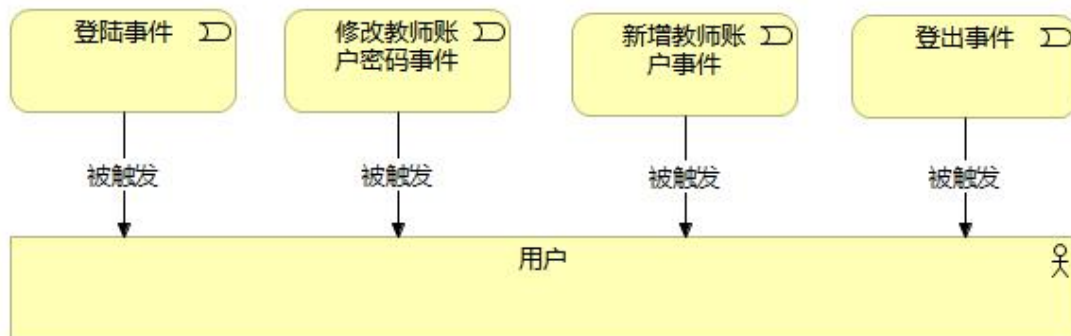 登陆事件
修改教师账
户密码事件
新增教师账
户事件
登出事件
被触发
被触发
被触发
被触发
用户